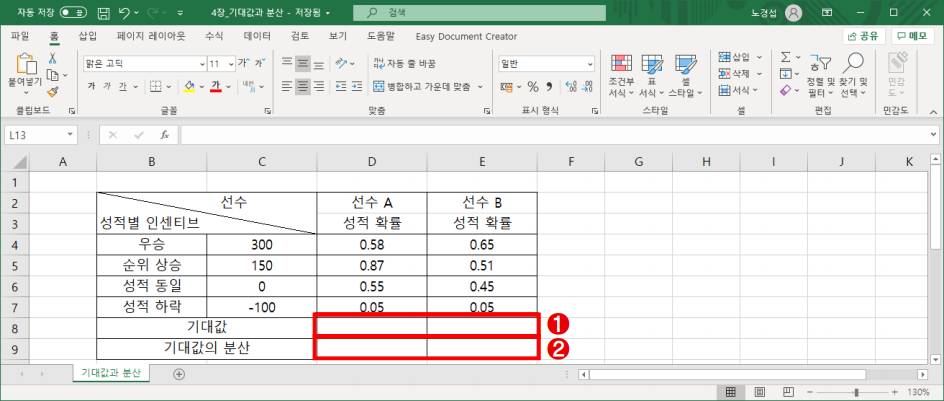 자동 저장
4장_기대값과 분산 - 저장됨
검색
노경섭
파일 홈 삽입 페이지 레이아웃 수식 데이터 검토 보기 도움말 Easy Document Creator 공유 메모
붙여넣기
클립보드
맑은 고딕 11 가^ 가ˇ
가 가 가 내천 가
글꼴
가나다 자동 줄 바꿈
병합하고 가운데 맞춤
맞춤
일반
% 9
표시 형식
조건부 서식
표 서식
셀 스타일
스타일
삽입
삭제
서식
셀
정렬 및 필터
찾기 및 선택
편집
민감도
민감도
L13 fx
A B C D E F G H I J K
1
2 선수 선수 A 선수 B
3 성적별 인센티브 성적 확률 성적 확률
4 우승 300 0.58 0.65
5 순위 상승 150 0.87 0.51
6 성적 동일 0 0.55 0.45
7 성적 하락 -100 0.05 0.05
8 기대값 ❶
9 기대값의 분산 ❷
기대값과 분산
130%